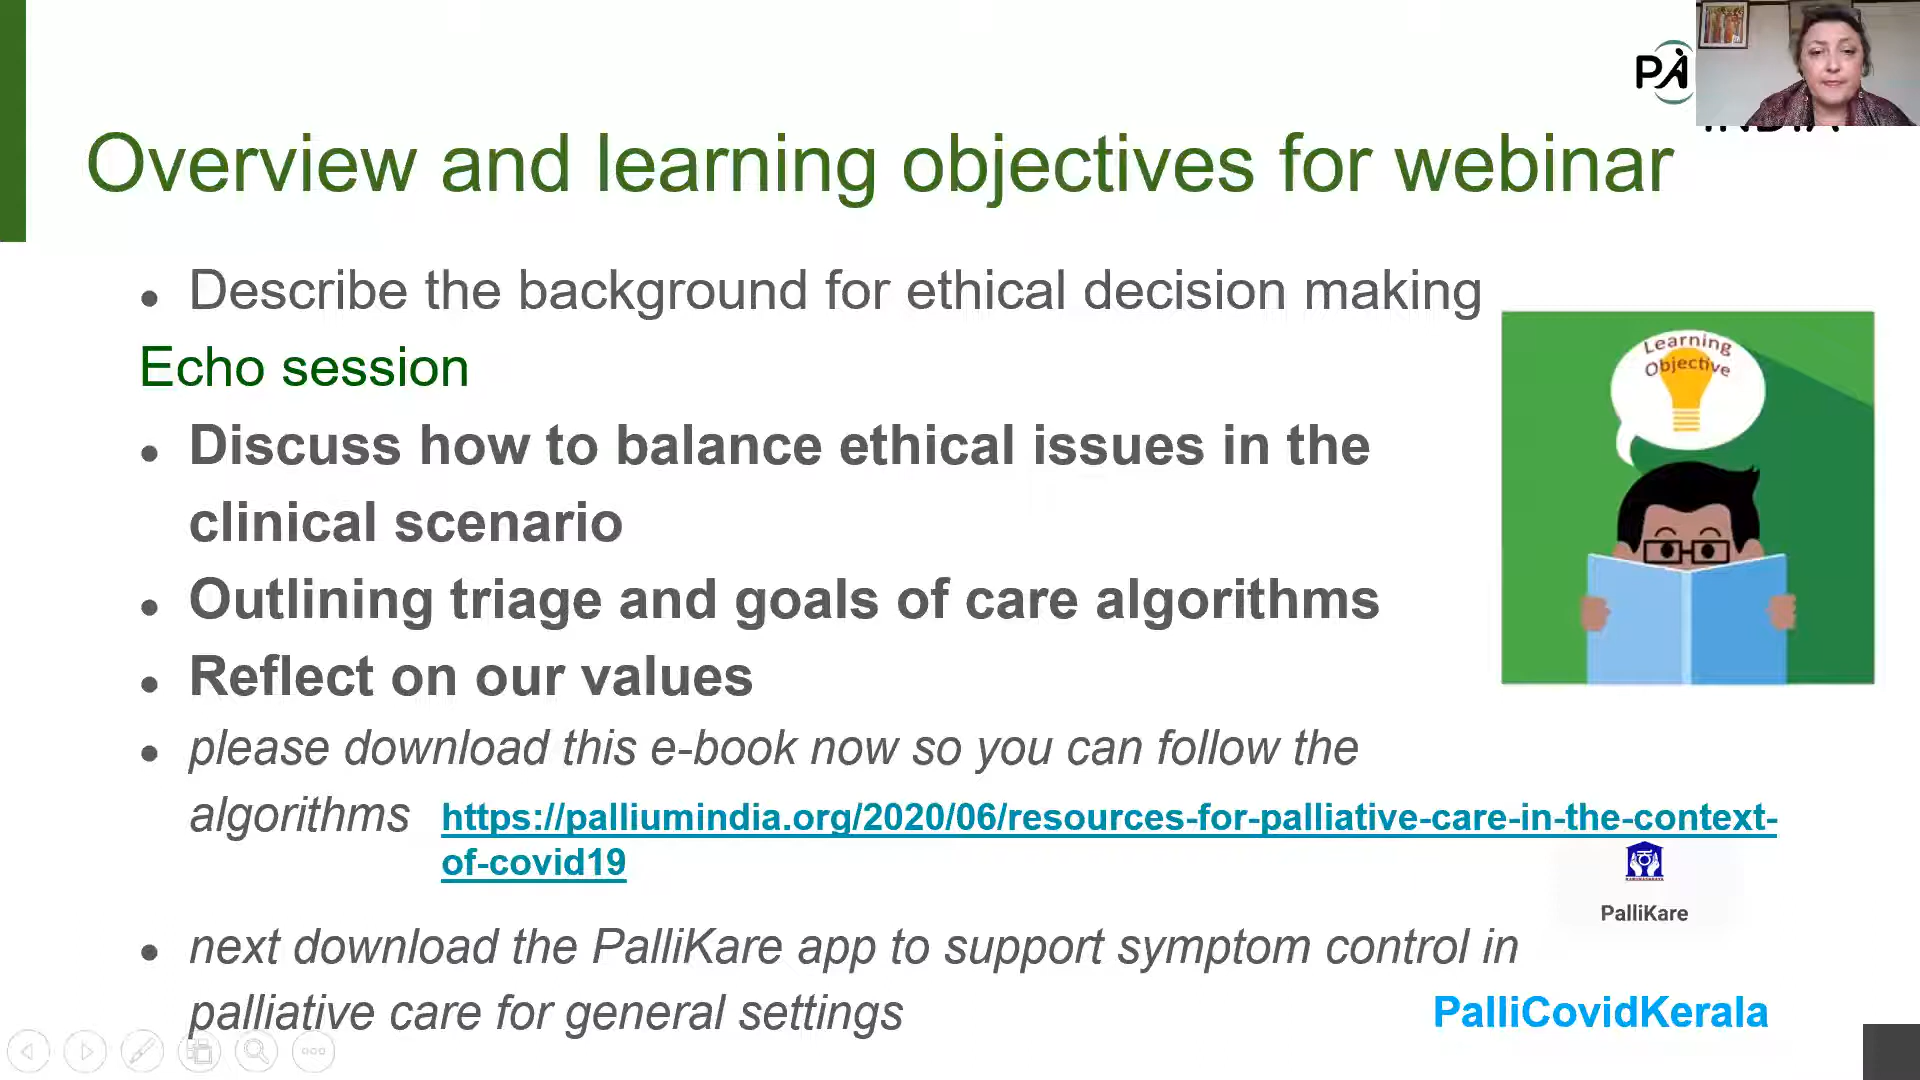 PA
INDIA
Overview and learning objectives for webinar
Describe the background for ethical decision making
Echo session
Discuss how to balance ethical issues in the
clinical scenario
Outlining triage and goals of care algorithms
Reflect on our values
Learning
Objective
please download this e-book now so you can follow the
algorithms https://palliumindia.org/2020/06/resources-for-palliative-care-in-the-context-
of-covid19
PalliKare
next download the PalliKare app to support symptom control in
palliative care for general settings
PalliCovidKerala